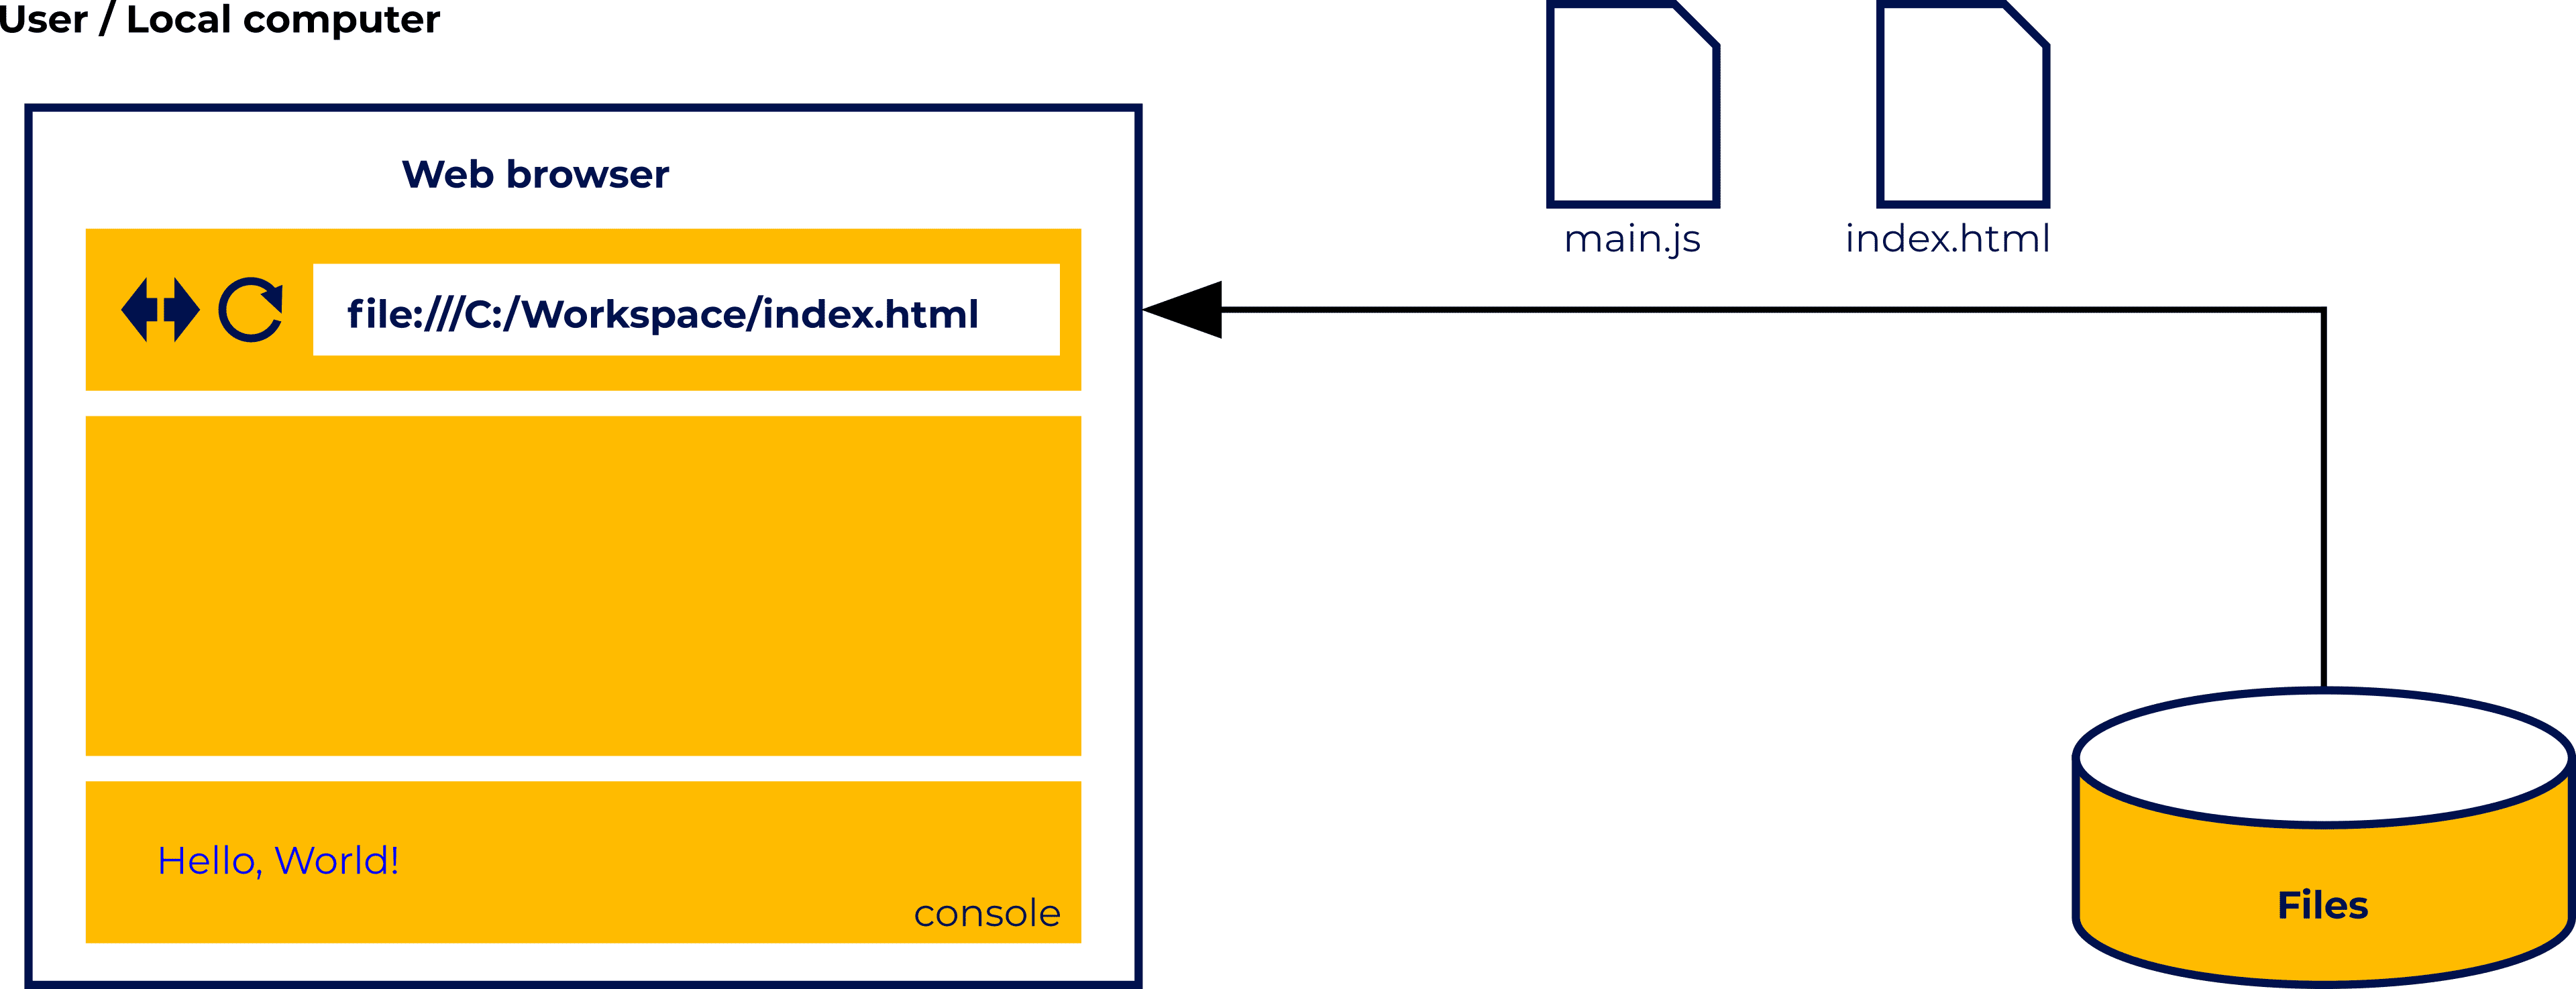 User / Local computer
Web browser
file:///C:/Workspace/index.html
Hello, World!
console
main.js
index.html
Files